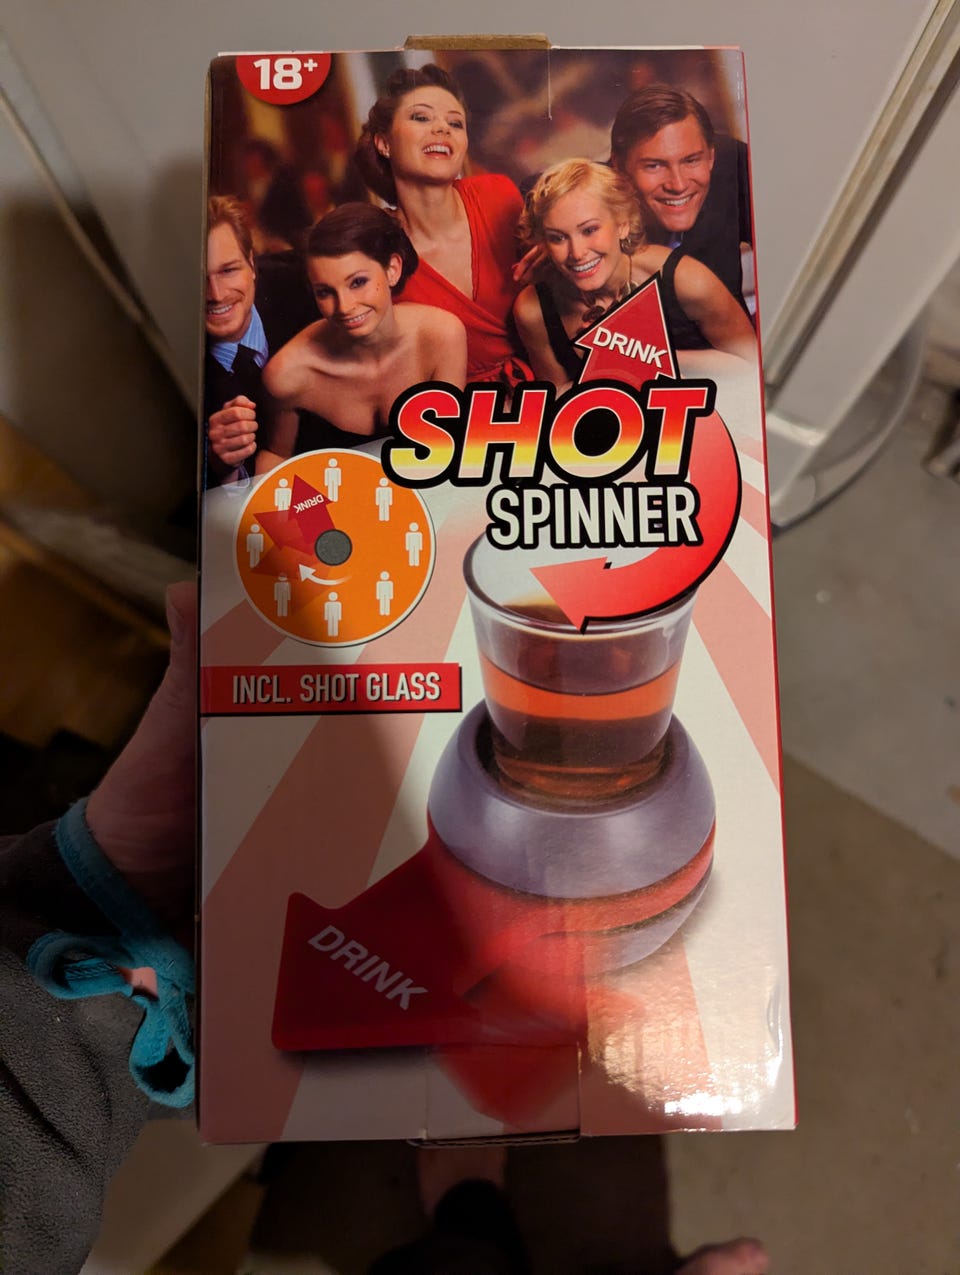 18+
DRINK
SHOT
SPINNER
DRINK
INCL. SHOT GLASS
DRINK